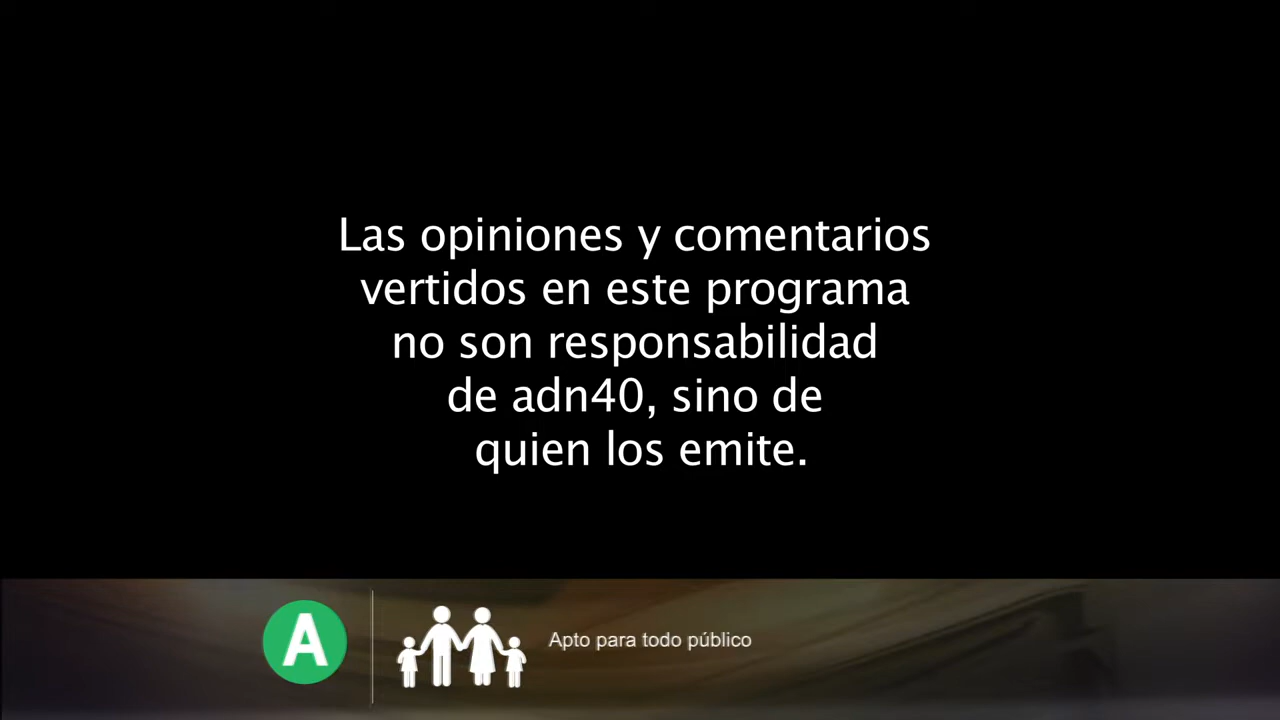 Las opiniones y comentarios
vertidos en este programa
no son responsabilidad
de adn40, sino de
quien los emite.
A
Apto para todo público